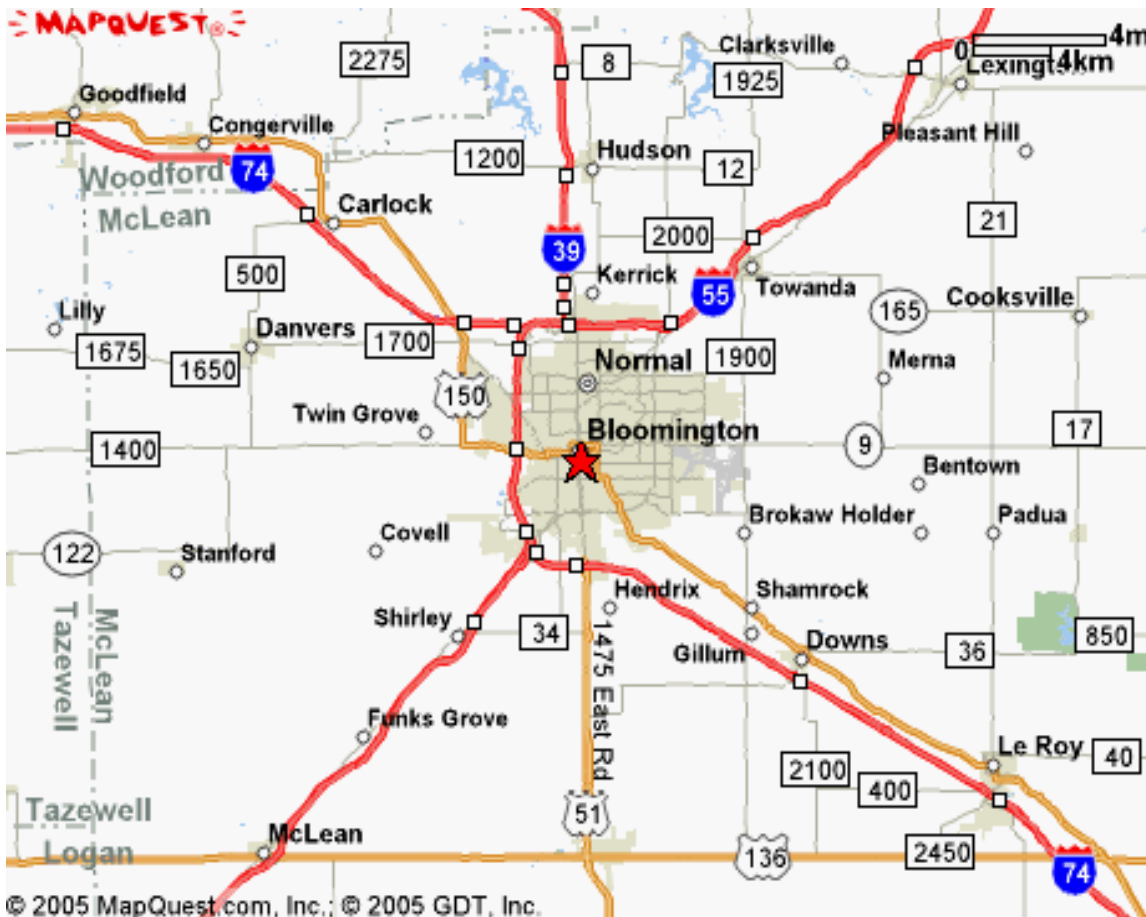 MAPQUEST®
2275
8
Clarksville
1925
0
4m
4km
Lexington
Goodfield
Congerville
Pleasant Hill
1200
Hudson
12
74
Woodford
McLean
Carlock
39
2000
21
500
Kerrick
55
Towanda
165
Cooksville
Lilly
Danvers
1700
1675
1650
1900
Normal
Merna
150
Twin Grove
Bloomington
1400
9
17
Bentown
Brokaw Holder
Padua
122
Stanford
Covell
Hendrix
Shamrock
McLean
Tazewell
Shirley
34
1475 East Rd
Gillum
Downs
36
850
Funks Grove
Le Roy
40
2100
400
Tazewell
Logan
McLean
51
136
2450
74
© 2005 MapQuest.com, Inc.; © 2005 GDT, Inc.